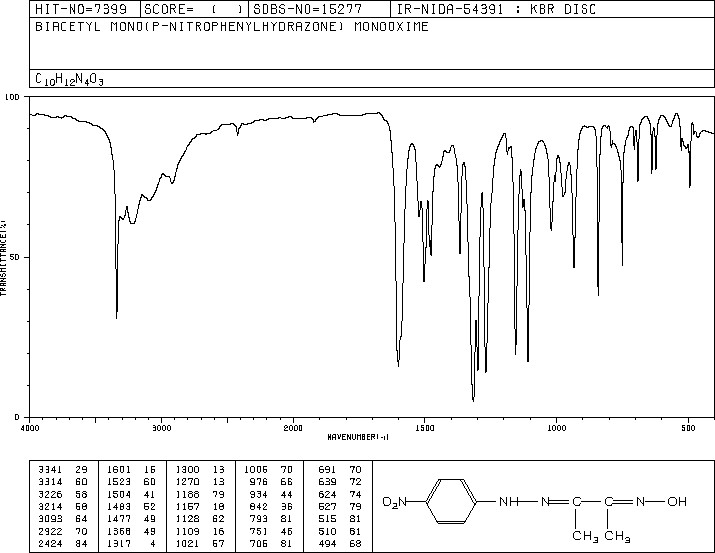 HIT-NO=7399 SCORE= ( ) SDBS-NO=15277 IR-NIDA-54391 : KBR DISC
BIACETYL MONO(P-NITROPHENYLHYDRAZONE) MONOOXIME
C10H12N4O3
100
50
0
TRANSMITTANCE(%)
4000 3000 2000 1500 1000 500
WAVENUMBER(-1)
3341 29 1601 16 1300 13 1006 70 691 70
3314 60 1523 60 1270 13 976 66 639 72
3226 58 1504 41 1188 79 934 44 624 74
3214 58 1483 62 1157 18 842 36 527 79
3093 64 1477 49 1128 62 793 81 515 81
2922 70 1368 49 1109 16 751 46 510 81
2424 84 1317 4 1021 57 706 81 494 68
O2N NH N C C N OH
CH3 CH3